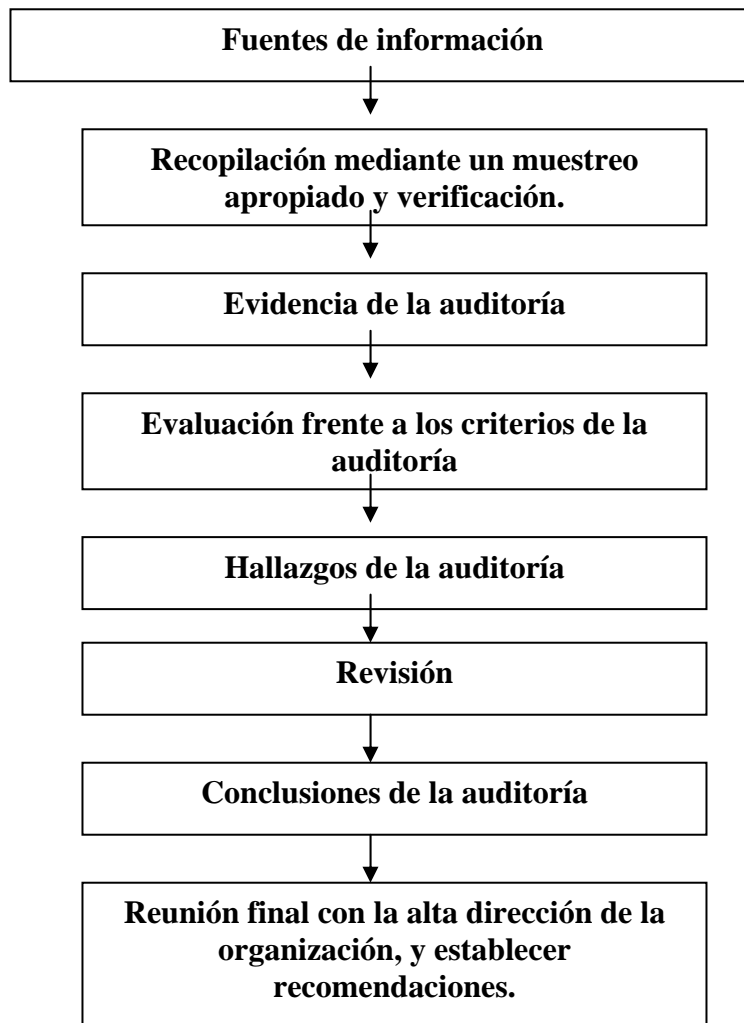 Fuentes de información
Recopilación mediante un muestreo
apropiado y verificación.
Evidencia de la auditoría
Evaluación frente a los criterios de la
auditoría
Hallazgos de la auditoría
Revisión
Conclusiones de la auditoría
Reunión final con la alta dirección de la
organización, y establecer
recomendaciones.